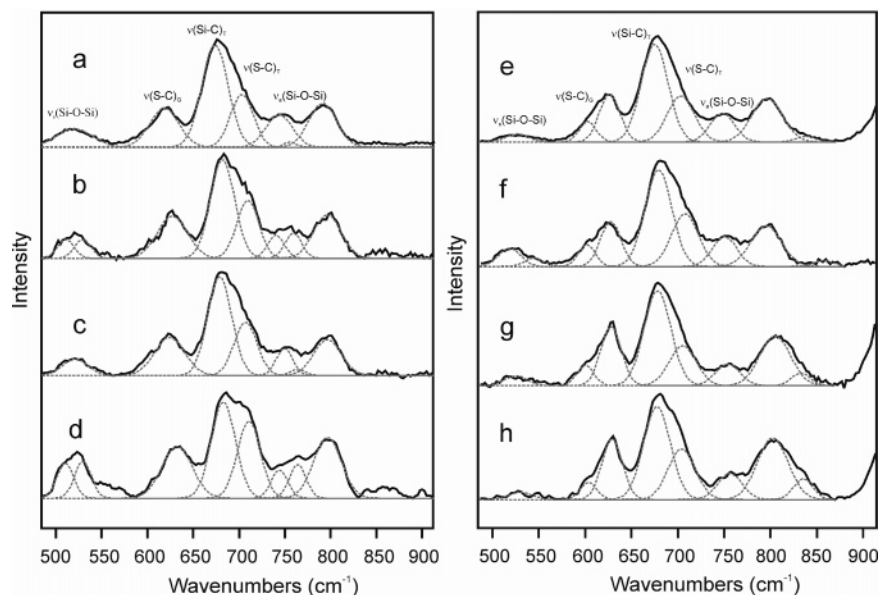 a
ν(Si-C)T
ν(S-C)T
ν(S-C)G
νs(Si-O-Si)
νa(Si-O-Si)
b
c
d
Intensity
500 550 600 650 700 750 800 850 900
Wavenumbers (cm-1)
e
ν(Si-C)T
ν(S-C)T
ν(S-C)G
νs(Si-O-Si)
νa(Si-O-Si)
f
g
h
Intensity
500 550 600 650 700 750 800 850 900
Wavenumbers (cm-1)